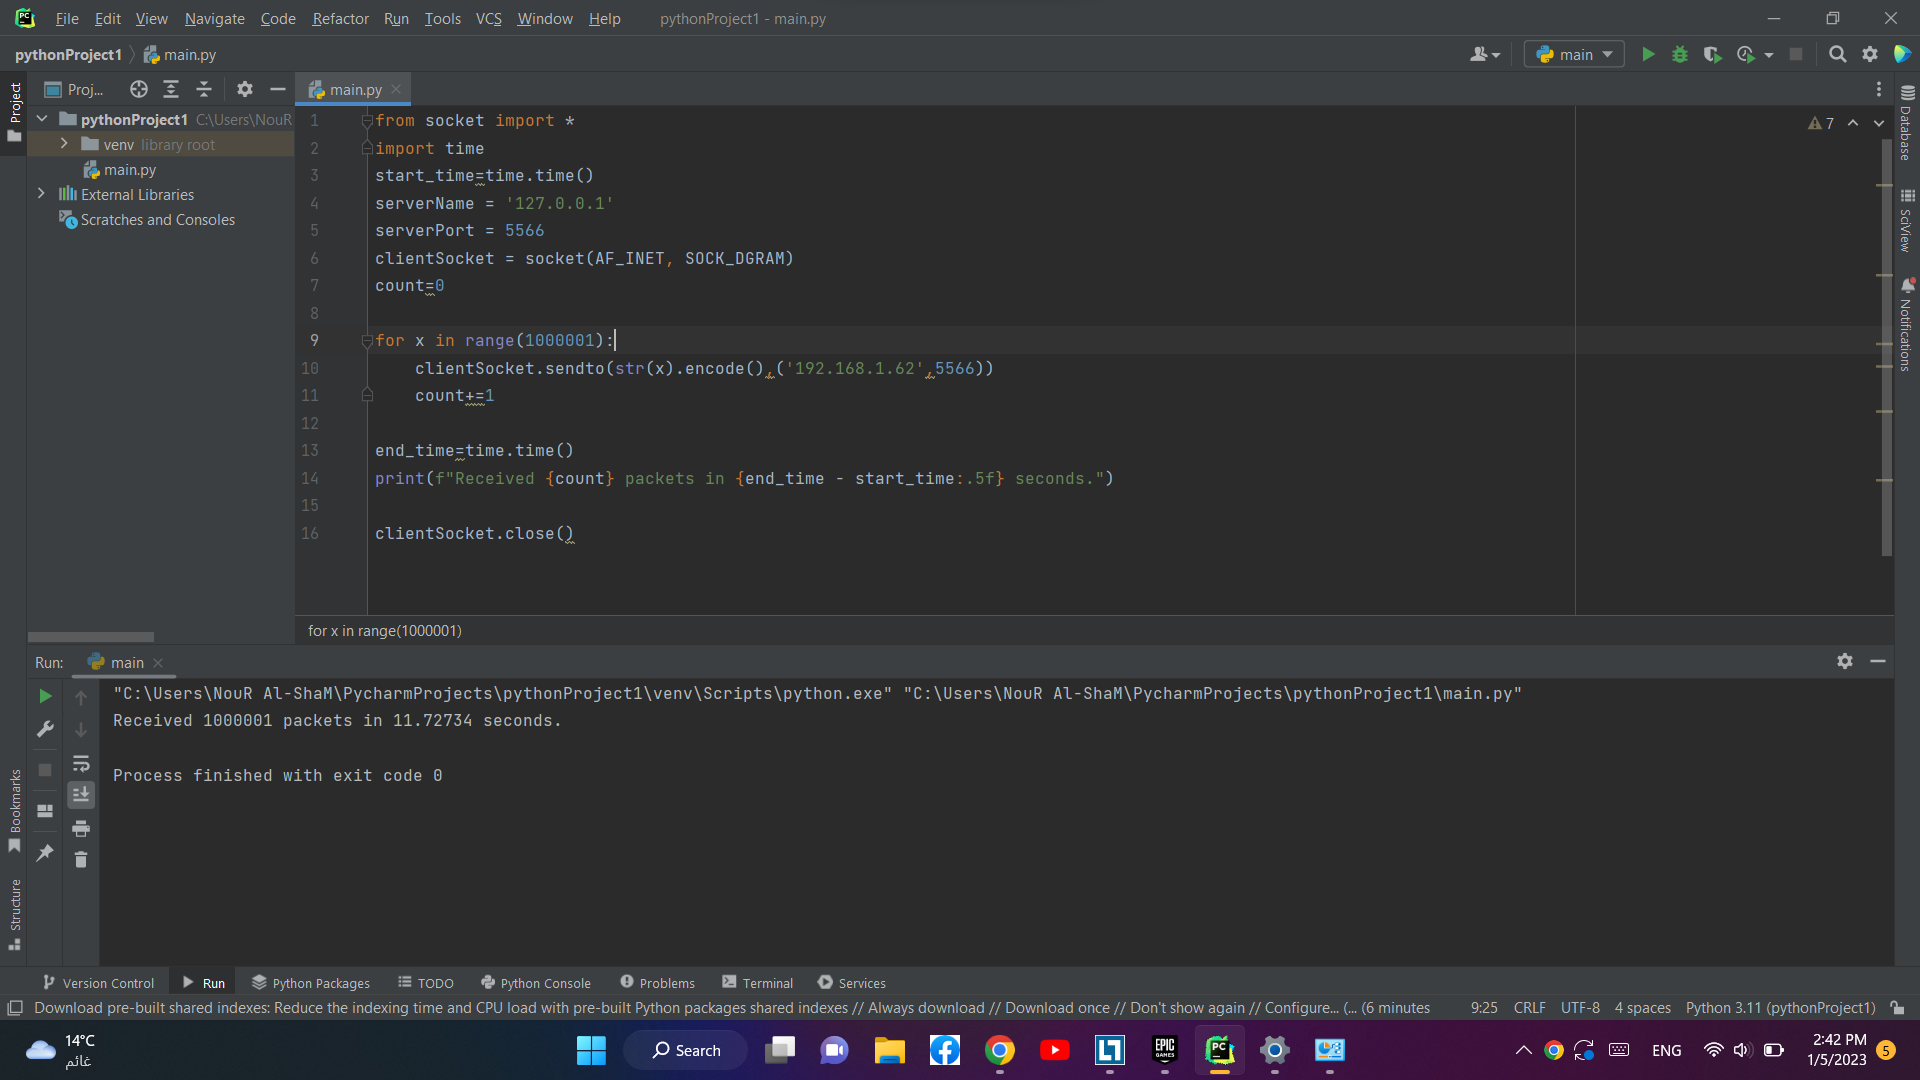 PC File Edit View Navigate Code Refactor Run Tools VCS Window Help pythonProject1 - main.py
pythonProject1 main.py main
Project Proj... main.py
pythonProject1 C:\Users\NouR
venv library root
main.py
External Libraries
Scratches and Consoles
1 from socket import *
2 import time
3 start_time=time.time()
4 serverName = '127.0.0.1'
5 serverPort = 5566
6 clientSocket = socket(AF_INET, SOCK_DGRAM)
7 count=0
8
9 for x in range(1000001):
10 clientSocket.sendto(str(x).encode(),('192.168.1.62',5566))
11 count+=1
12
13 end_time=time.time()
14 print(f"Received {count} packets in {end_time - start_time:.5f} seconds.")
15
16 clientSocket.close()
7
Database
SciView
Notifications
for x in range(1000001)
Run: main
"C:\Users\NouR Al-ShaM\PycharmProjects\pythonProject1\venv\Scripts\python.exe" "C:\Users\NouR Al-ShaM\PycharmProjects\pythonProject1\main.py"
Received 1000001 packets in 11.72734 seconds.
Process finished with exit code 0
Bookmarks
Structure
Version Control Run Python Packages TODO Python Console Problems Terminal Services
Download pre-built shared indexes: Reduce the indexing time and CPU load with pre-built Python packages shared indexes // Always download // Download once // Don't show again // Configure... (... (6 minutes 9:25 CRLF UTF-8 4 spaces Python 3.11 (pythonProject1)
14°C
غائم
Search
EPIC GAMES
PC
ENG
2:42 PM
1/5/2023
5